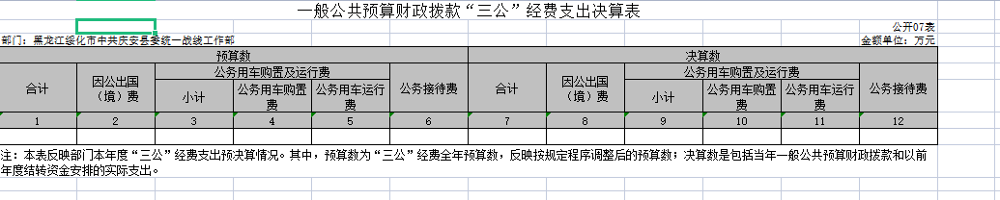 一般公共预算财政拨款“三公”经费支出决算表
公开07表
部门：黑龙江绥化市中共庆安县委统一战线工作部 金额单位：万元
预算数 决算数
合计 因公出国（境）费 公务用车购置及运行费 公务接待费 合计 因公出国（境）费 公务用车购置及运行费 公务接待费
小计 公务用车购置费 公务用车运行费 小计 公务用车购置费 公务用车运行费
1 2 3 4 5 6 7 8 9 10 11 12
注：本表反映部门本年度“三公”经费支出预决算情况。其中，预算数为“三公”经费全年预算数，反映按规定程序调整后的预算数；决算数是包括当年一般公共预算财政拨款和以前
年度结转资金安排的实际支出。